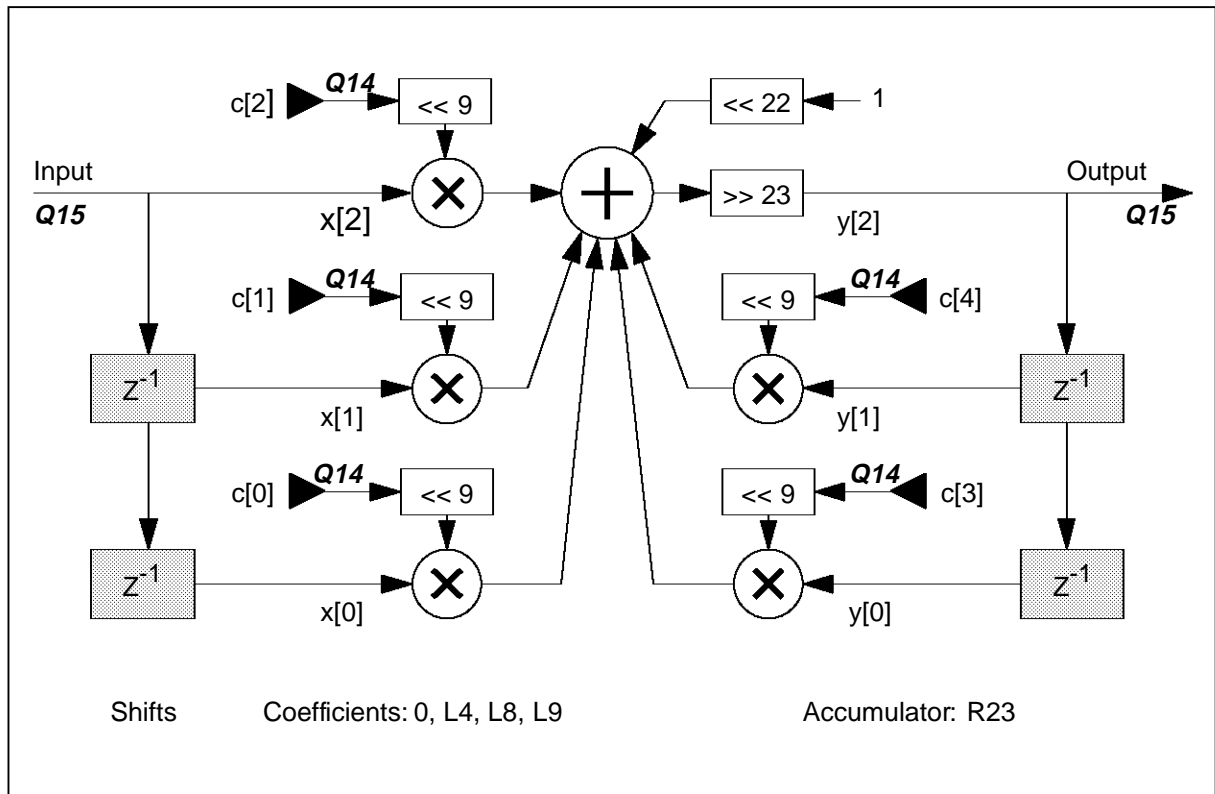 Q14
c[2] << 9 << 22 1
Input Output
Q15 x[2] >> 23 y[2] Q15
Q14 Q14
c[1] << 9 << 9 c[4]
Z-1 x[1] y[1] Z-1
Q14 Q14
c[0] << 9 << 9 c[3]
Z-1 x[0] y[0] Z-1
Shifts Coefficients: 0, L4, L8, L9 Accumulator: R23